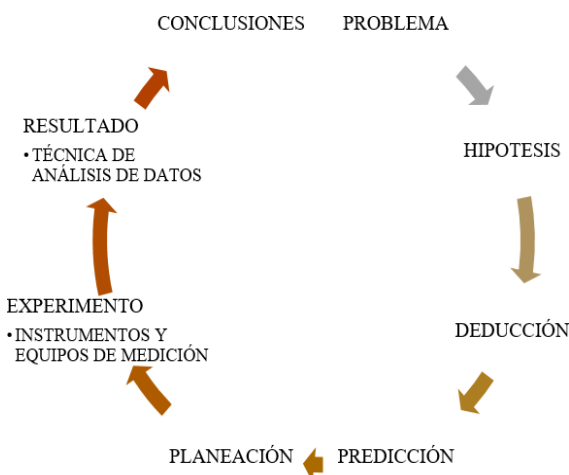 CONCLUSIONES
PROBLEMA
HIPOTESIS
DEDUCCIÓN
PREDICCIÓN
PLANEACIÓN
EXPERIMENTO
• INSTRUMENTOS Y
EQUIPOS DE MEDICIÓN
RESULTADO
• TÉCNICA DE
ANÁLISIS DE DATOS